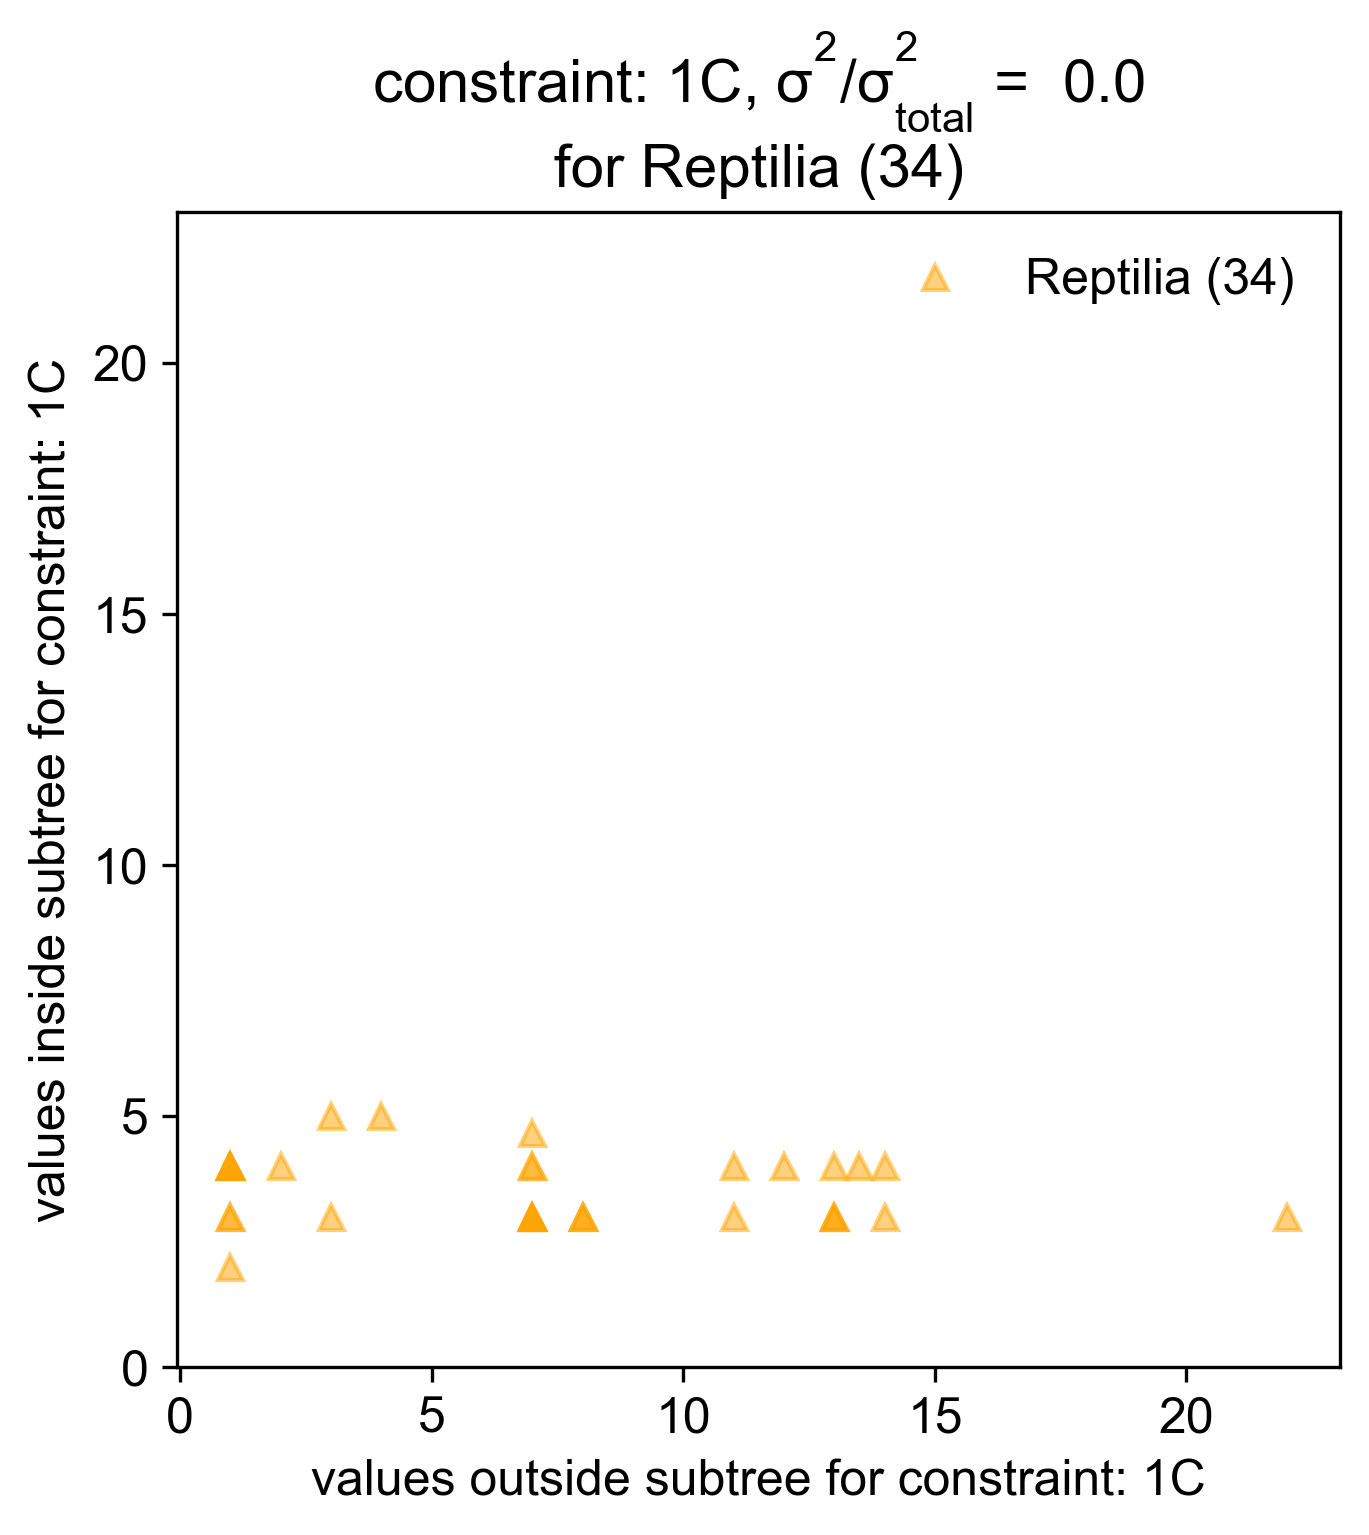 constraint: 1C, σ²/σ²total = 0.0
for Reptilia (34)
Reptilia (34)
values inside subtree for constraint: 1C
20
15
10
5
0
0 5 10 15 20
values outside subtree for constraint: 1C